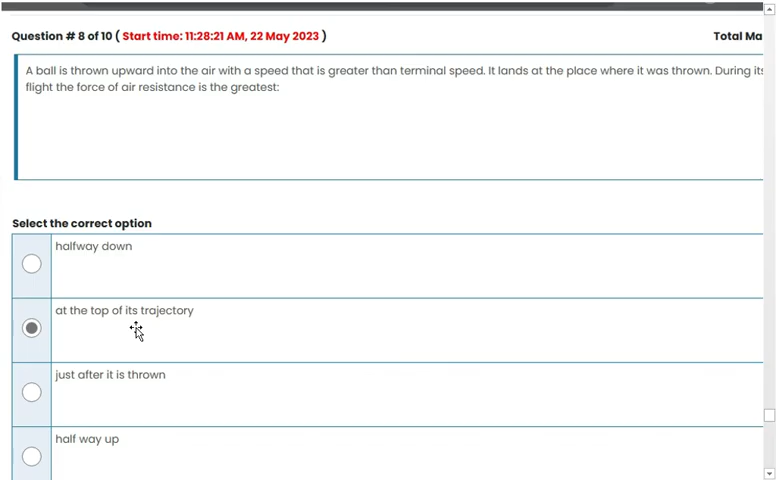 Question # 8 of 10 ( Start time: 11:28:21 AM, 22 May 2023 )
Total Ma
A ball is thrown upward into the air with a speed that is greater than terminal speed. It lands at the place where it was thrown. During its
flight the force of air resistance is the greatest:
Select the correct option
halfway down
at the top of its trajectory
just after it is thrown
half way up